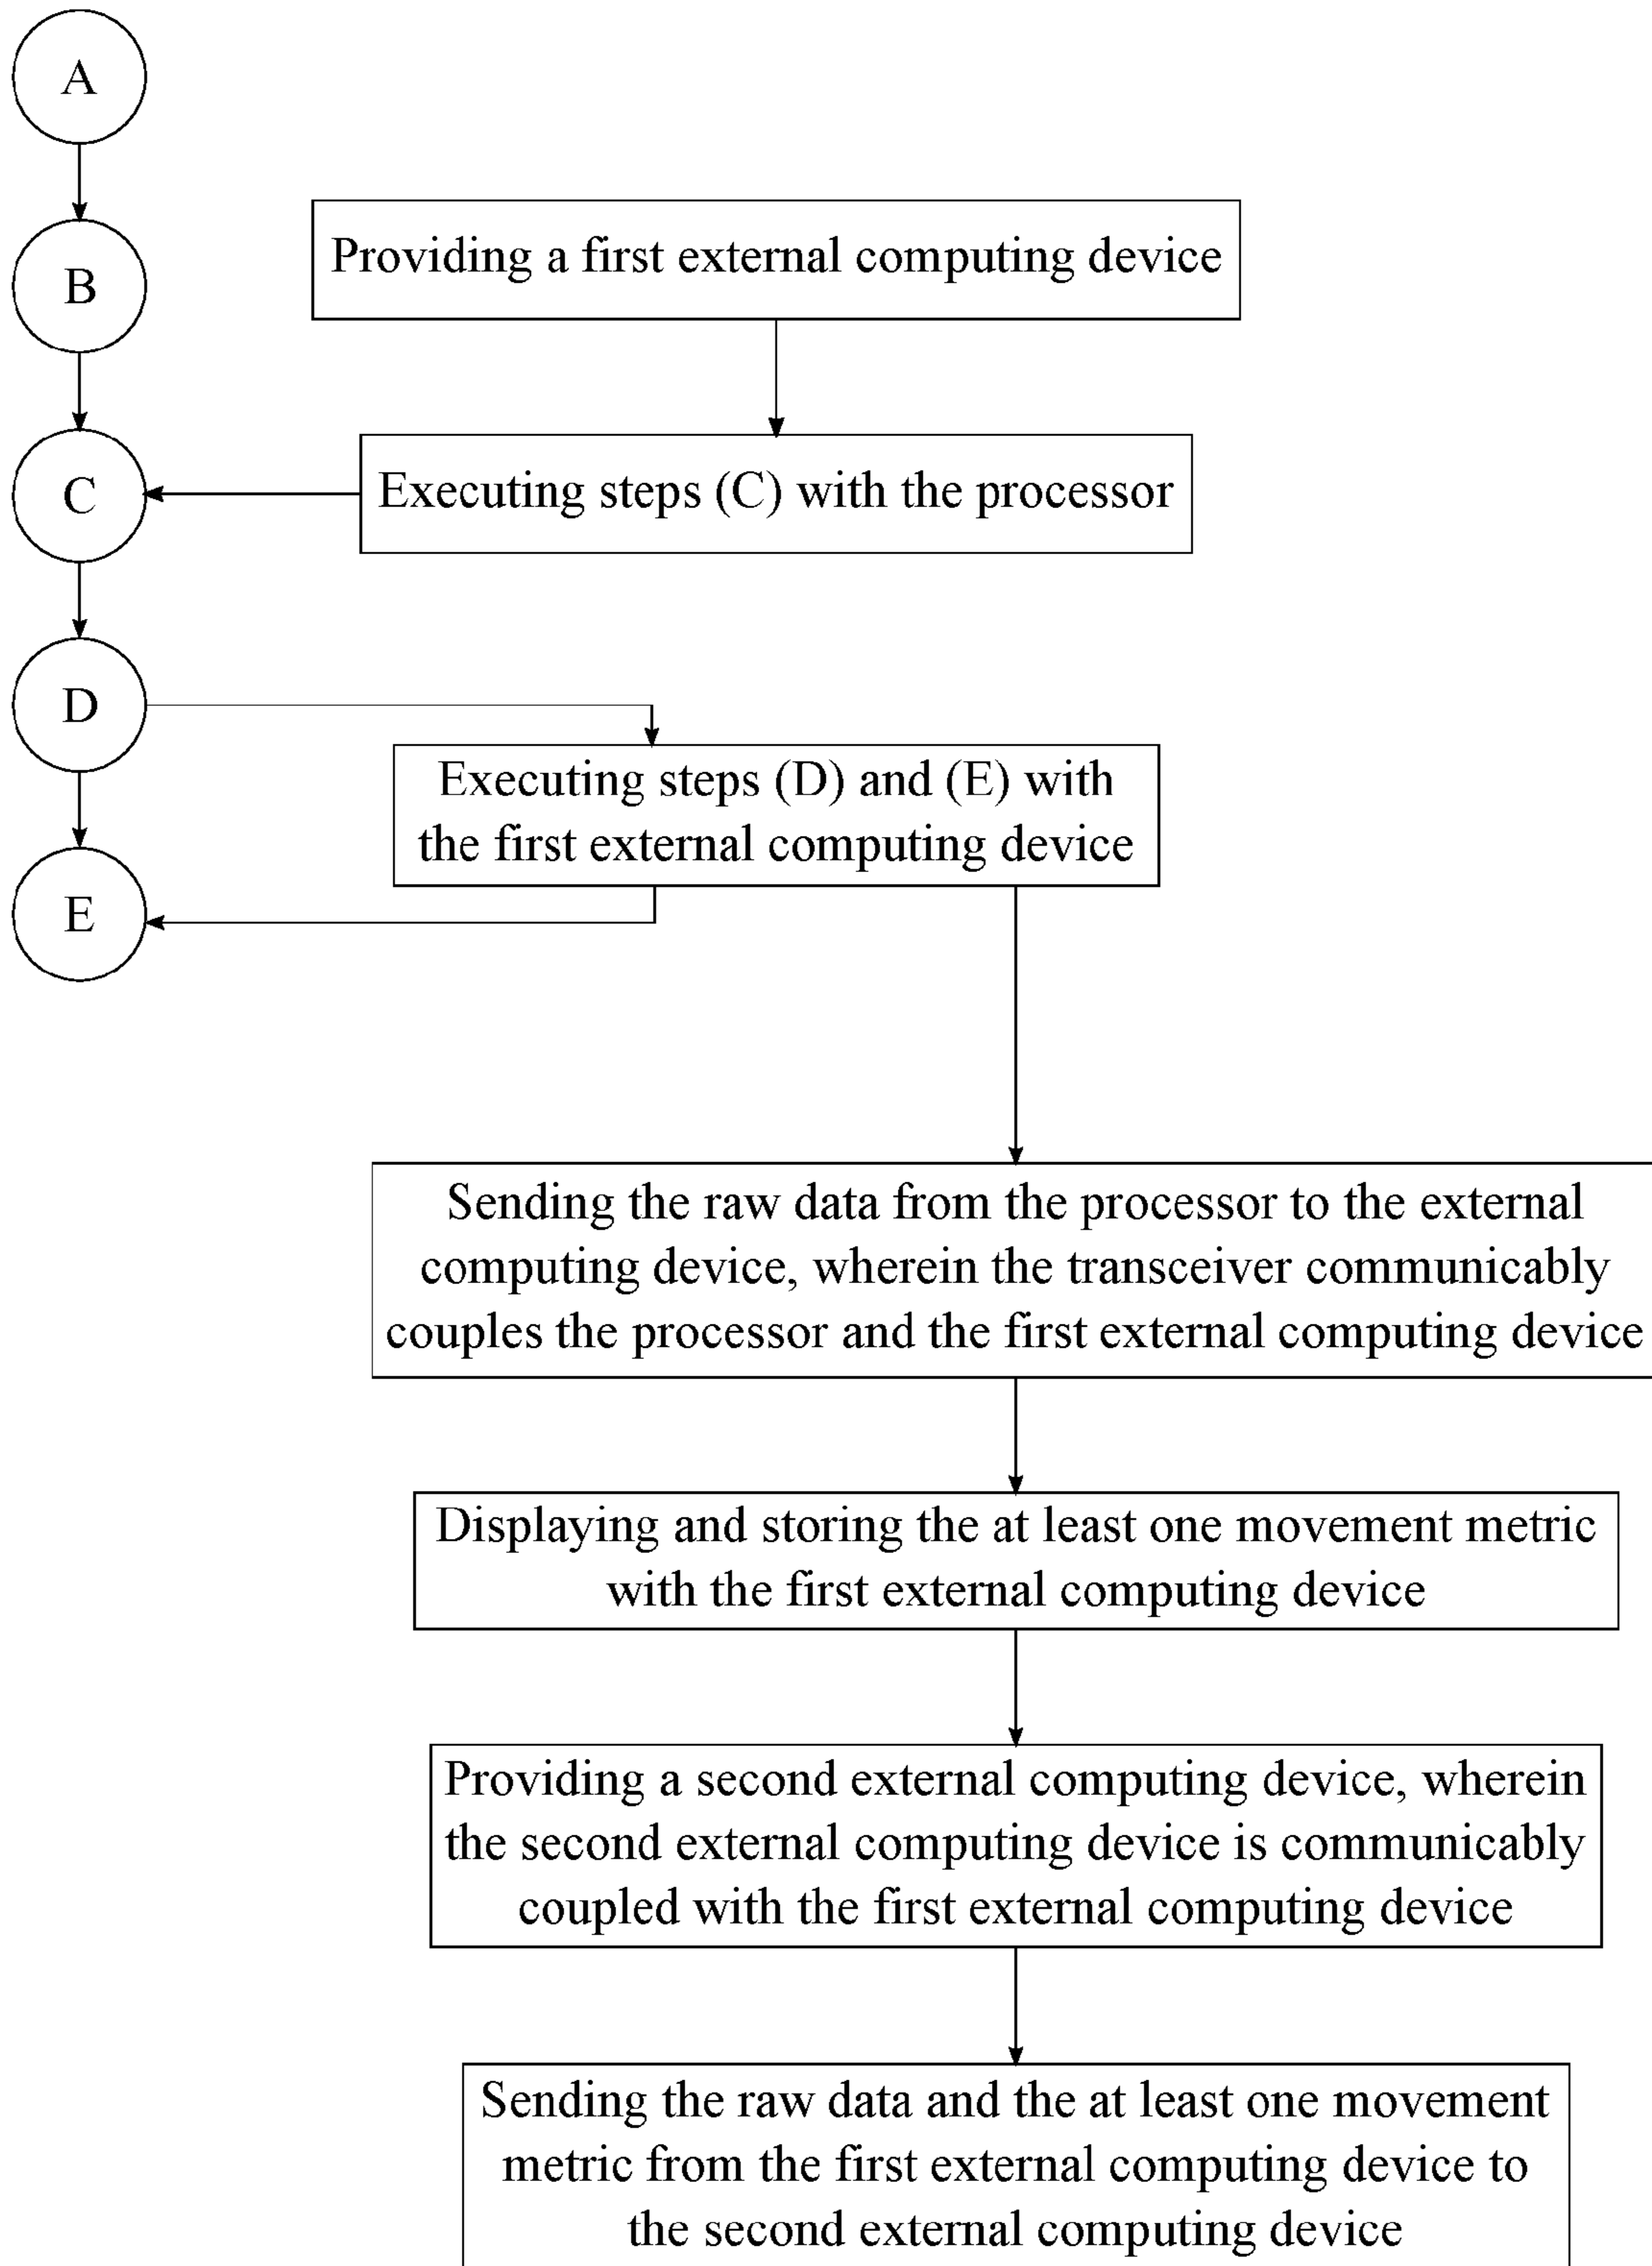 A
B
Providing a first external computing device
C
Executing steps (C) with the processor
D
Executing steps (D) and (E) with
the first external computing device
E
Sending the raw data from the processor to the external
computing device, wherein the transceiver communicably
couples the processor and the first external computing device
Displaying and storing the at least one movement metric
with the first external computing device
Providing a second external computing device, wherein
the second external computing device is communicably
coupled with the first external computing device
Sending the raw data and the at least one movement
metric from the first external computing device to
the second external computing device